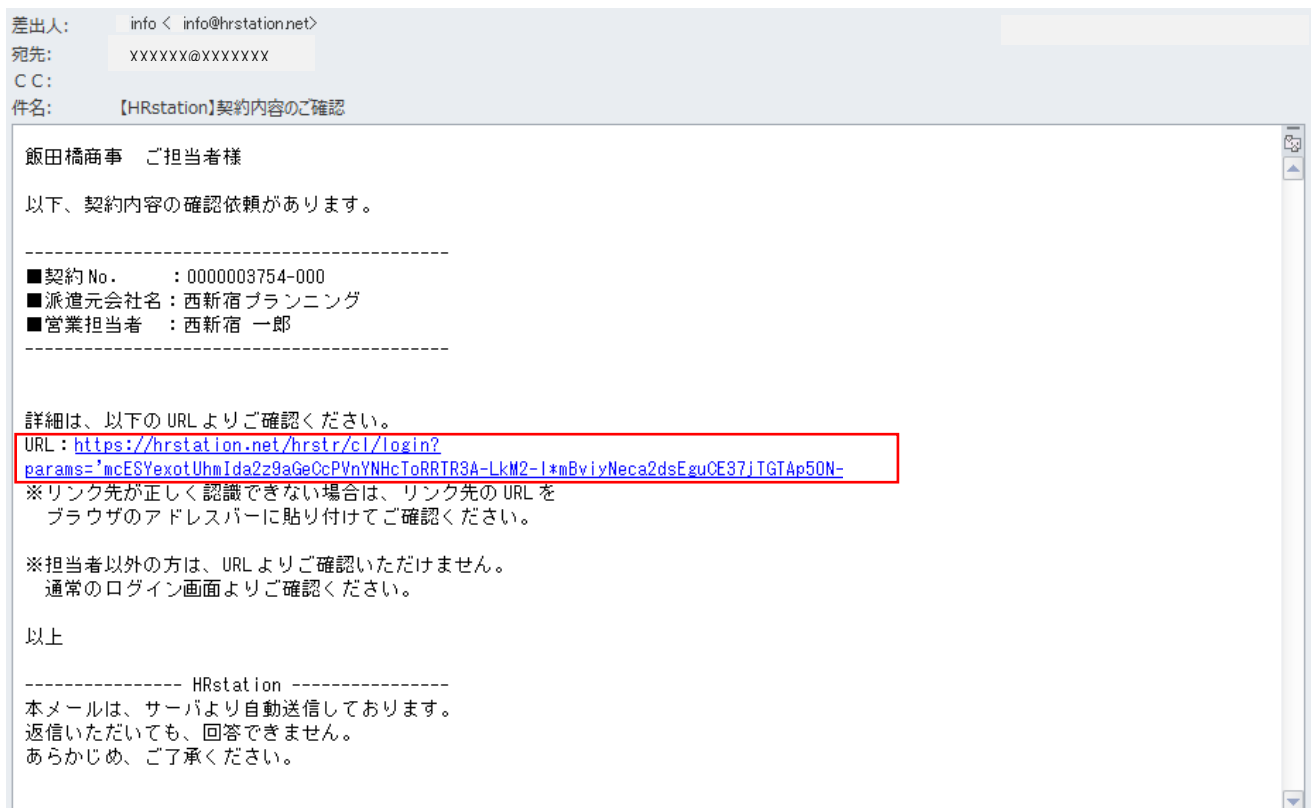 差出人: info < info@hrstation.net>
宛先: xxxxxx@xxxxxxx
CC:
件名: 【HRstation】契約内容のご確認
飯田橋商事 ご担当者様
以下、契約内容の確認依頼があります。
-------------------------------------------
■契約No. :0000003754-000
■派遣元会社名:西新宿プランニング
■営業担当者 :西新宿 一郎
-------------------------------------------
詳細は、以下のURLよりご確認ください。
URL:https://hrstation.net/hrstr/cl/login?
params='mcESYexotUhmIda2z9aGeCcPVnYNHcToRRTR3A-LkM2-l*mBviyNeca2dsEguCE37jTGTAp5ON-
※リンク先が正しく認識できない場合は、リンク先のURLを
ブラウザのアドレスバーに貼り付けてご確認ください。
※担当者以外の方は、URLよりご確認いただけません。
通常のログイン画面よりご確認ください。
以上
---------------- HRstation ----------------
本メールは、サーバより自動送信しております。
返信いただいても、回答できません。
あらかじめ、ご了承ください。